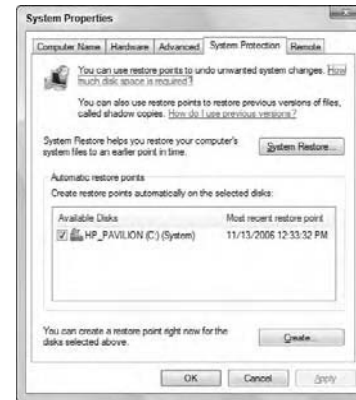 System Properties
Computer Name Hardware Advanced System Protection Remote
You can use restore points to undo unwanted system changes. How
much disk space is required?
You can also use restore points to restore previous versions of files,
called shadow copies. How do I use previous versions?
System Restore helps you restore your computer's
system files to an earlier point in time.
System Restore...
Automatic restore points
Create restore points automatically on the selected disks:
Available Disks Most recent restore point
HP_PAVILION (C:) (System) 11/13/2006 12:33:32 PM
You can create a restore point right now for the
disks selected above.
Create...
OK Cancel Apply